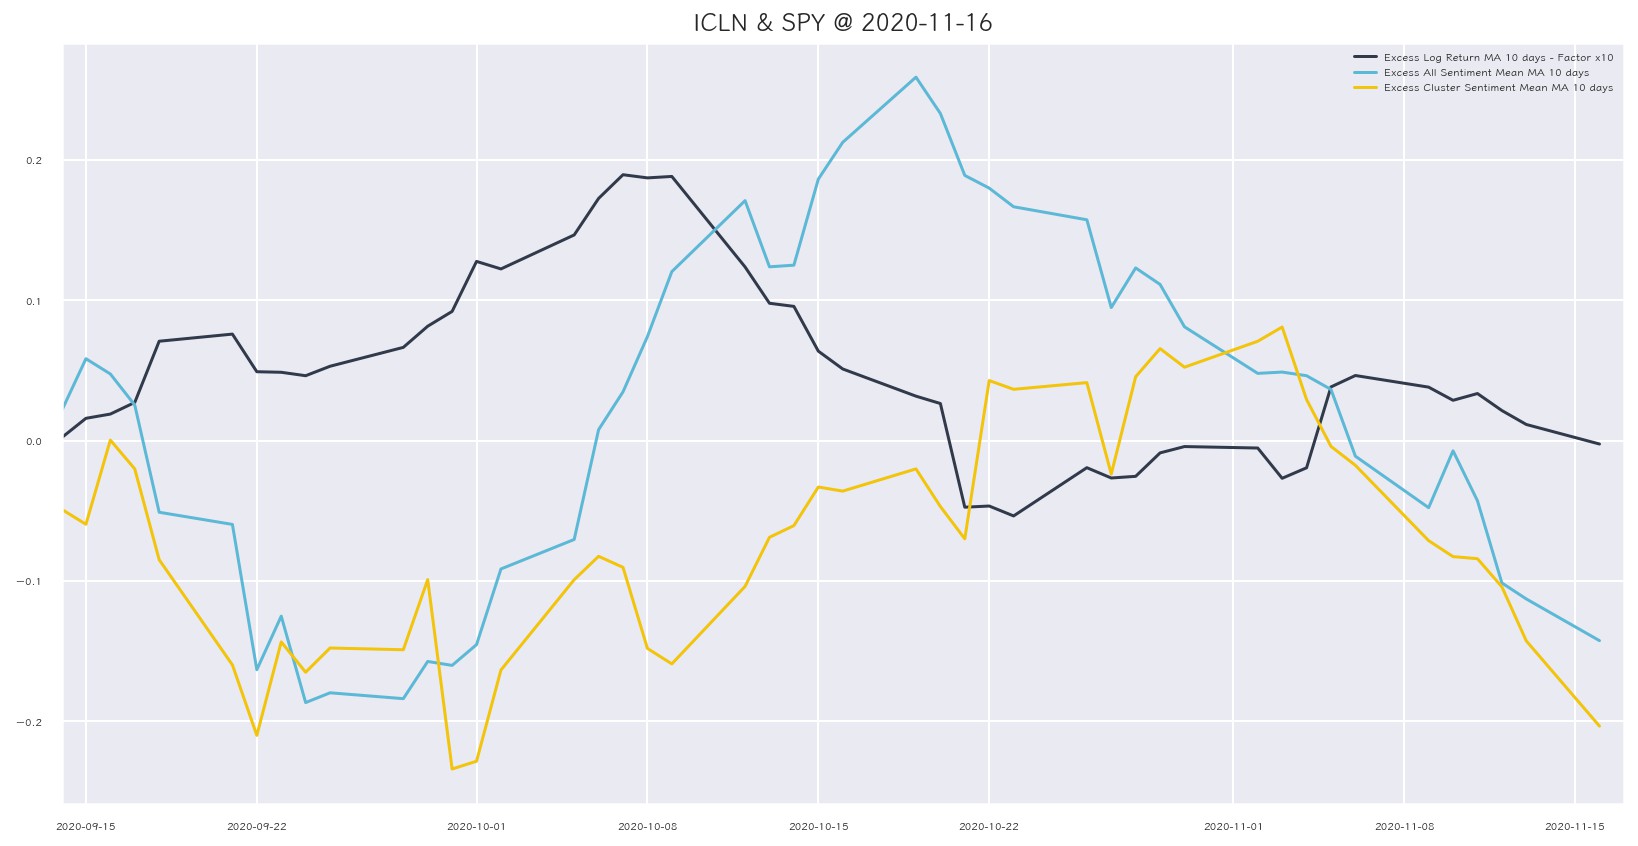 ICLN & SPY @ 2020-11-16
Excess Log Return MA 10 days - Factor x10
Excess All Sentiment Mean MA 10 days
Excess Cluster Sentiment Mean MA 10 days
0.2
0.1
0.0
−0.1
−0.2
2020-09-15 2020-09-22 2020-10-01 2020-10-08 2020-10-15 2020-10-22 2020-11-01 2020-11-08 2020-11-15